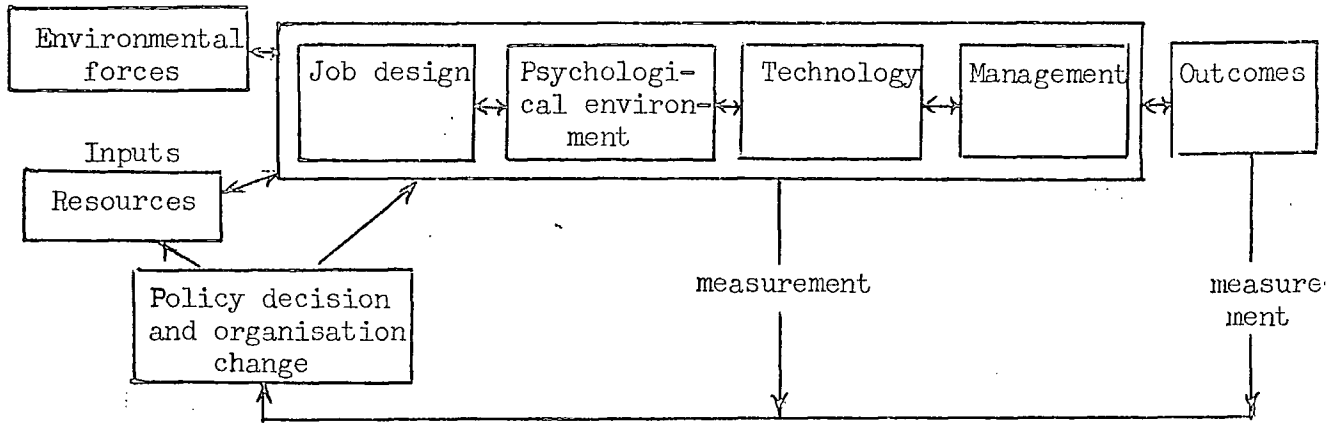 Environmental
forces
Job design
Psychologi-
cal environ-
ment
Technology
Management
Outcomes
Inputs
Resources
Policy decision
and organisation
change
measurement
measure-
ment